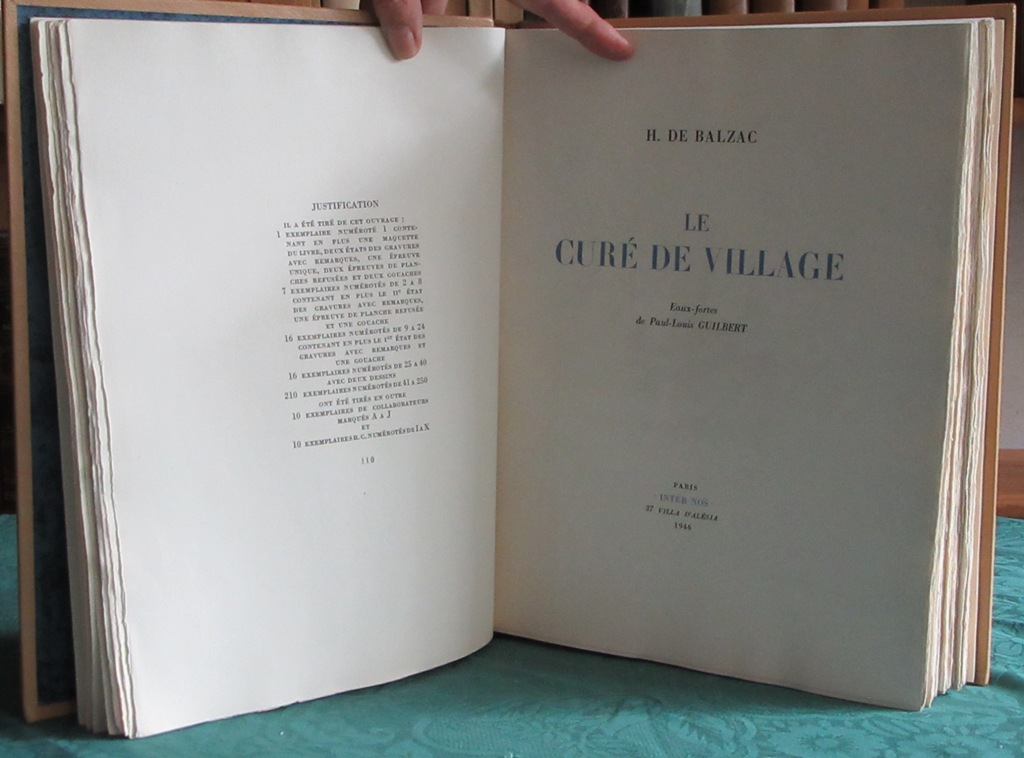 JUSTIFICATION
IL A ÉTÉ TIRÉ DE CET OUVRAGE :
1 EXEMPLAIRE NUMÉROTÉ 1 CONTE-
NANT EN PLUS UNE MAQUETTE
DU LIVRE, DEUX ÉTATS DES GRAVURES
AVEC REMARQUES, UNE ÉPREUVE
UNIQUE, DEUX ÉPREUVES DE PLAN-
CHES REFUSÉES ET DEUX GOUACHES
7 EXEMPLAIRES NUMÉROTÉS DE 2 A 8
CONTENANT EN PLUS LE IIe ÉTAT
DES GRAVURES AVEC REMARQUES,
UNE ÉPREUVE DE PLANCHE REFUSÉE
ET UNE GOUACHE
16 EXEMPLAIRES NUMÉROTÉS DE 9 A 24
CONTENANT EN PLUS LE 1er ÉTAT DES
GRAVURES AVEC REMARQUES ET
UNE GOUACHE
16 EXEMPLAIRES NUMÉROTÉS DE 25 A 40
AVEC DEUX DESSINS
210 EXEMPLAIRES NUMÉROTÉS DE 41 A 250
ONT ÉTÉ TIRÉS EN OUTRE
10 EXEMPLAIRES DE COLLABORATEURS
MARQUÉS A A J
ET
10 EXEMPLAIRES H. C. NUMÉROTÉS DE I A X
110
H. DE BALZAC
LE
CURÉ DE VILLAGE
Eaux-fortes
de Paul-Louis GUILBERT
PARIS
INTER NOS
37 VILLA D'ALÉSIA
1946